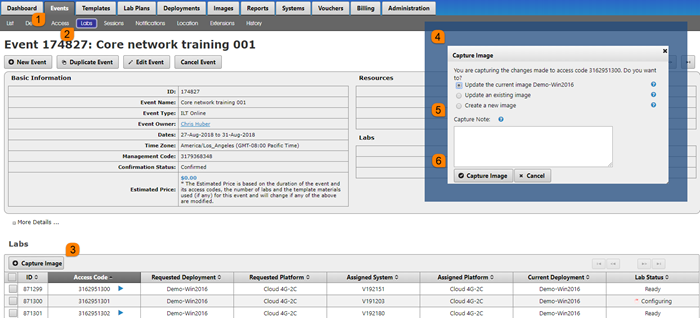 Dashboard Events Templates Lab Plans Deployments Images Reports Systems Vouchers Billing Administration
1
List Access Labs Sessions Notifications Location Extensions History
2
Event 174827: Core network training 001
New Event Duplicate Event Edit Event Cancel Event
Basic Information
ID: 174827
Event Name: Core network training 001
Event Type: ILT Online
Event Owner: Chris Huber
Dates: 27-Aug-2018 to 31-Aug-2018
Time Zone: America/Los_Angeles (GMT-08:00 Pacific Time)
Management Code: 3179368348
Confirmation Status: Confirmed
Estimated Price: $0.00
* The Estimated Price is based on the duration of the event and
its access codes, the number of labs and the template materials
used (if any) for this event and will change if any of the above
are modified.
Resources
Labs
4
Capture Image
You are capturing the changes made to access code 3162951300. Do you want
to?
Update the current image Demo-Win2016
Update an existing image
Create a new image
5
Capture Note:
6
Capture Image Cancel
More Details ...
Labs
3
Capture Image
ID Access Code Requested Deployment Requested Platform Assigned System Assigned Platform Current Deployment Lab Status
871299 3162951300 Demo-Win2016 Cloud 4G-2C V192151 Cloud 4G-2C Demo-Win2016 Ready
871300 3162951301 Demo-Win2016 Cloud 4G-2C V191203 Cloud 4G-2C Demo-Win2016 * Configuring
871301 3162951302 Demo-Win2016 Cloud 4G-2C V192180 Cloud 4G-2C Demo-Win2016 Ready